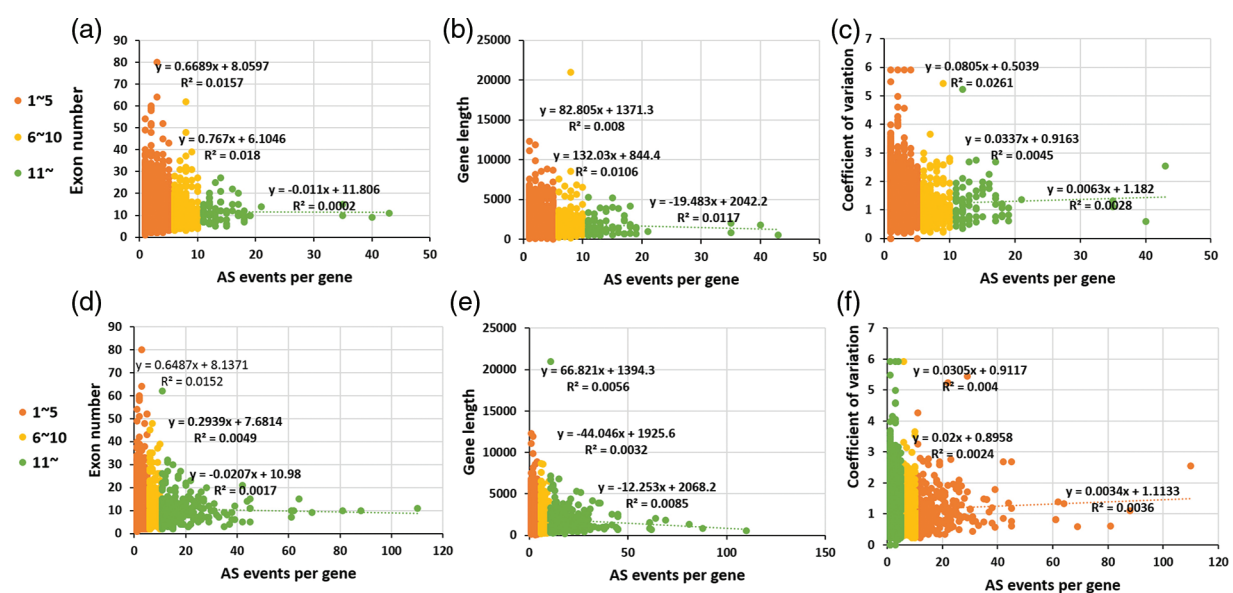 (a)
90
80
70
60
50
40
30
20
10
0
Exon number
y = 0.6689x + 8.0597
R² = 0.0157
y = 0.767x + 6.1046
R² = 0.018
y = -0.011x + 11.806
R² = 0.0002
0 10 20 30 40 50
AS events per gene
1~5
6~10
11~
(b)
25000
20000
15000
10000
5000
0
Gene length
y = 82.805x + 1371.3
R² = 0.008
y = 132.03x + 844.4
R² = 0.0106
y = -19.483x + 2042.2
R² = 0.0117
0 10 20 30 40 50
AS events per gene
(c)
7
6
5
4
3
2
1
0
Coefficient of variation
y = 0.0805x + 0.5039
R² = 0.0261
y = 0.0337x + 0.9163
R² = 0.0045
y = 0.0063x + 1.182
R² = 0.0028
0 10 20 30 40 50
AS events per gene
(d)
90
80
70
60
50
40
30
20
10
0
Exon number
y = 0.6487x + 8.1371
R² = 0.0152
y = 0.2939x + 7.6814
R² = 0.0049
y = -0.0207x + 10.98
R² = 0.0017
0 20 40 60 80 100 120
AS events per gene
1~5
6~10
11~
(e)
25000
20000
15000
10000
5000
0
Gene length
y = 66.821x + 1394.3
R² = 0.0056
y = -44.046x + 1925.6
R² = 0.0032
y = -12.253x + 2068.2
R² = 0.0085
0 50 100 150
AS events per gene
(f)
7
6
5
4
3
2
1
0
Coefficient of variation
y = 0.0305x + 0.9117
R² = 0.004
y = 0.02x + 0.8958
R² = 0.0024
y = 0.0034x + 1.1133
R² = 0.0036
0 20 40 60 80 100 120
AS events per gene